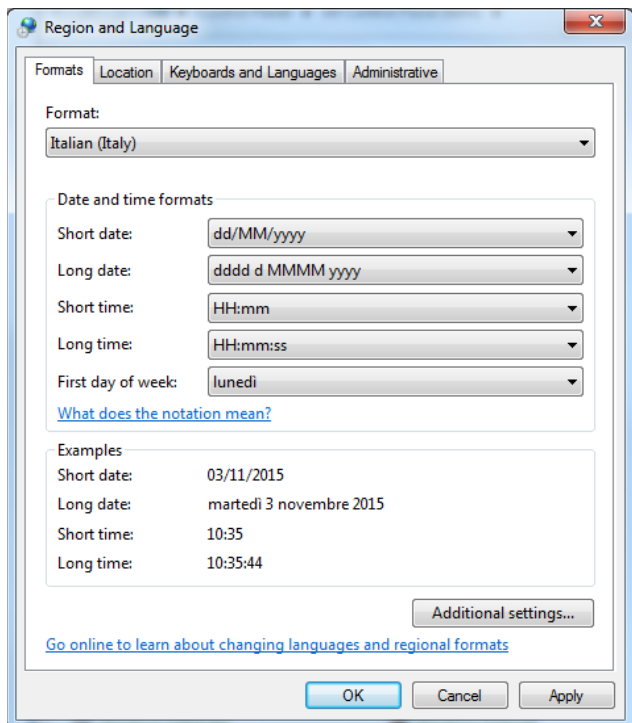 Region and Language
Formats Location Keyboards and Languages Administrative
Format:
Italian (Italy)
Date and time formats
Short date: dd/MM/yyyy
Long date: dddd d MMMM yyyy
Short time: HH:mm
Long time: HH:mm:ss
First day of week: lunedì
What does the notation mean?
Examples
Short date: 03/11/2015
Long date: martedì 3 novembre 2015
Short time: 10:35
Long time: 10:35:44
Additional settings...
Go online to learn about changing languages and regional formats
OK Cancel Apply